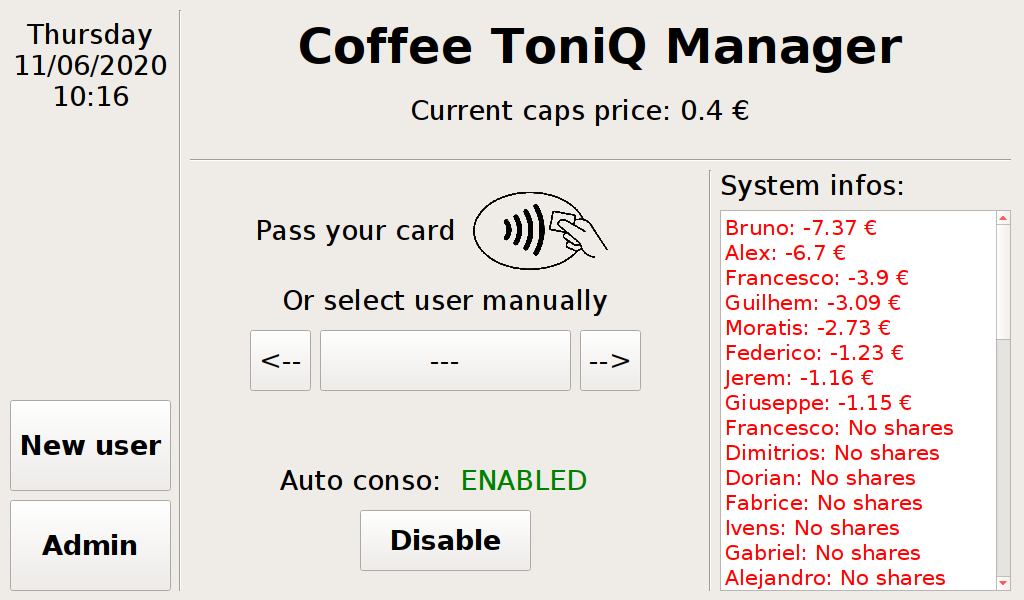 Thursday
11/06/2020
10:16
Coffee ToniQ Manager
Current caps price: 0.4 €
Pass your card
Or select user manually
<--
---
-->
Auto conso: ENABLED
Disable
New user
Admin
System infos:
Bruno: -7.37 €
Alex: -6.7 €
Francesco: -3.9 €
Guilhem: -3.09 €
Moratis: -2.73 €
Federico: -1.23 €
Jerem: -1.16 €
Giuseppe: -1.15 €
Francesco: No shares
Dimitrios: No shares
Dorian: No shares
Fabrice: No shares
Ivens: No shares
Gabriel: No shares
Alejandro: No shares